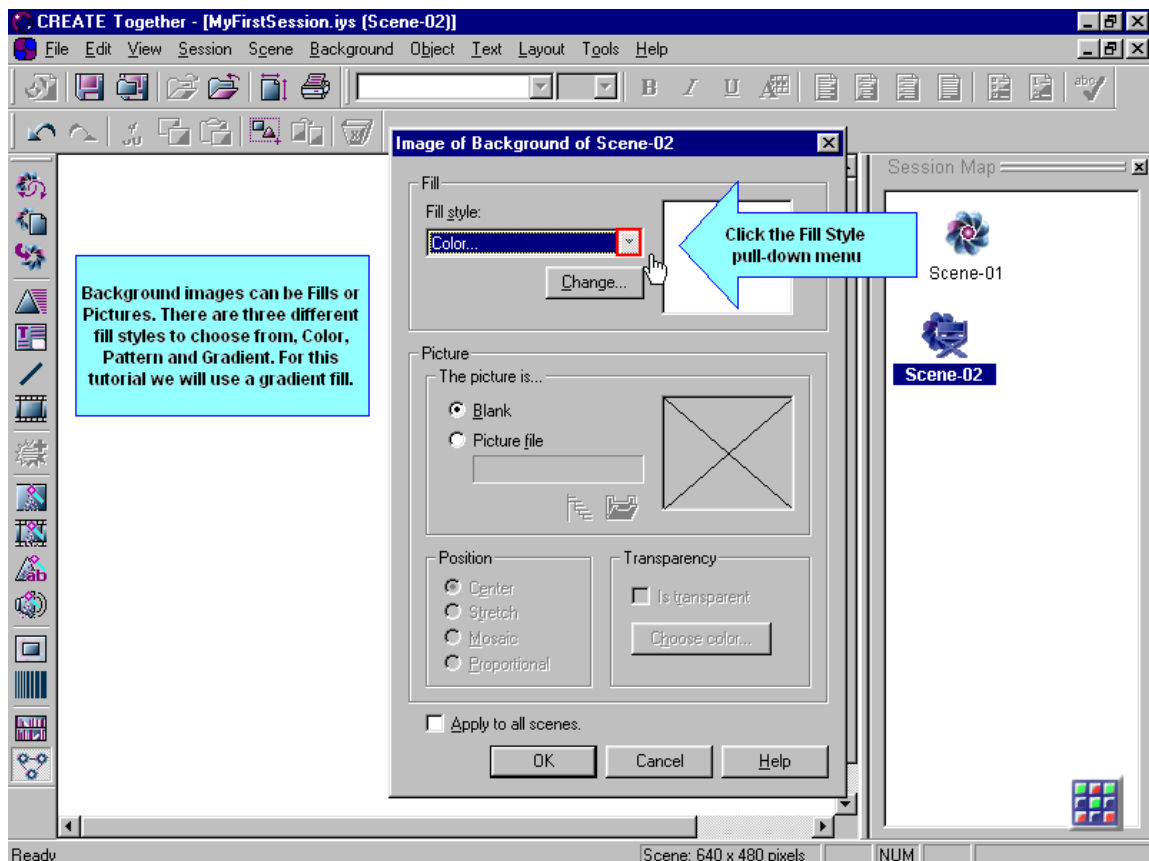 CREATE Together - [MyFirstSession.iys (Scene-02)]
File Edit View Session Scene Background Object Text Layout Tools Help
B I U A abc
Image of Background of Scene-02
Session Map
Fill
Fill style:
Color...
Change...
Click the Fill Style
pull-down menu
Scene-01
Scene-02
Background images can be Fills or
Pictures. There are three different
fill styles to choose from, Color,
Pattern and Gradient. For this
tutorial we will use a gradient fill.
Picture
The picture is...
Blank
Picture file
ab
Position
Center
Stretch
Mosaic
Proportional
Transparency
Is transparent
Choose color...
Apply to all scenes.
OK Cancel Help
Ready
Scene: 640 x 480 pixels
NUM